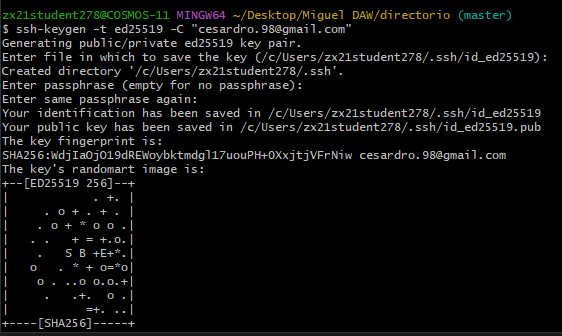 zx21student278@COSMOS-11 MINGW64 ~/Desktop/Miguel DAW/directorio (master)
$ ssh-keygen -t ed25519 -C "cesardro.98@gmail.com"
Generating public/private ed25519 key pair.
Enter file in which to save the key (/c/Users/zx21student278/.ssh/id_ed25519):
Created directory '/c/Users/zx21student278/.ssh'.
Enter passphrase (empty for no passphrase):
Enter same passphrase again:
Your identification has been saved in /c/Users/zx21student278/.ssh/id_ed25519
Your public key has been saved in /c/Users/zx21student278/.ssh/id_ed25519.pub
The key fingerprint is:
SHA256:WdjIaOjO19dREWoybktmdgl17uouPH+OXxjtjVFrNiw cesardro.98@gmail.com
The key's randomart image is:
+--[ED25519 256]--+
|            . +. |
|     . o + . + . |
|    . o + * o o .|
|   . .   + = +.o.|
|    .   S B +E+*.|
|   o   . * + o=*o|
|    o . ..o o.o.+|
|     .   .+.  o .|
|           =+. ..|
+----[SHA256]-----+